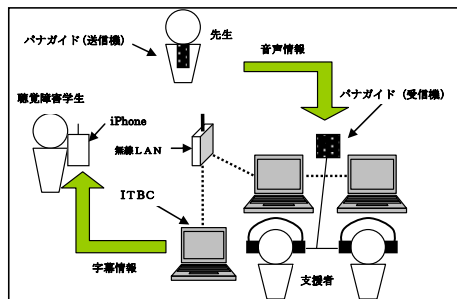 パナガイド(送信機)
先生
音声情報
聴覚障害学生
iPhone
パナガイド (受信機)
無線LAN
ITBC
字幕情報
支援者